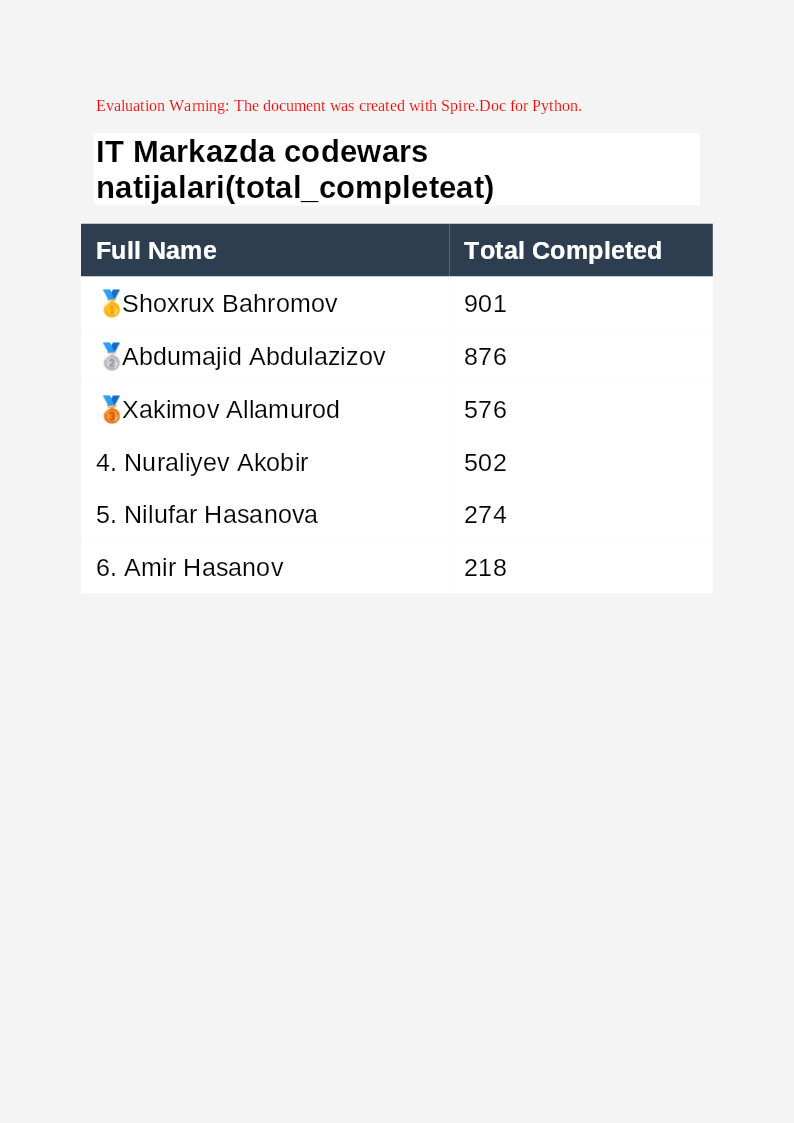 Evaluation Warning: The document was created with Spire.Doc for Python.
IT Markazda codewars
natijalari(total_completeat)
Full Name Total Completed
🥇Shoxrux Bahromov 901
🥈Abdumajid Abdulazizov 876
🥉Xakimov Allamurod 576
4. Nuraliyev Akobir 502
5. Nilufar Hasanova 274
6. Amir Hasanov 218